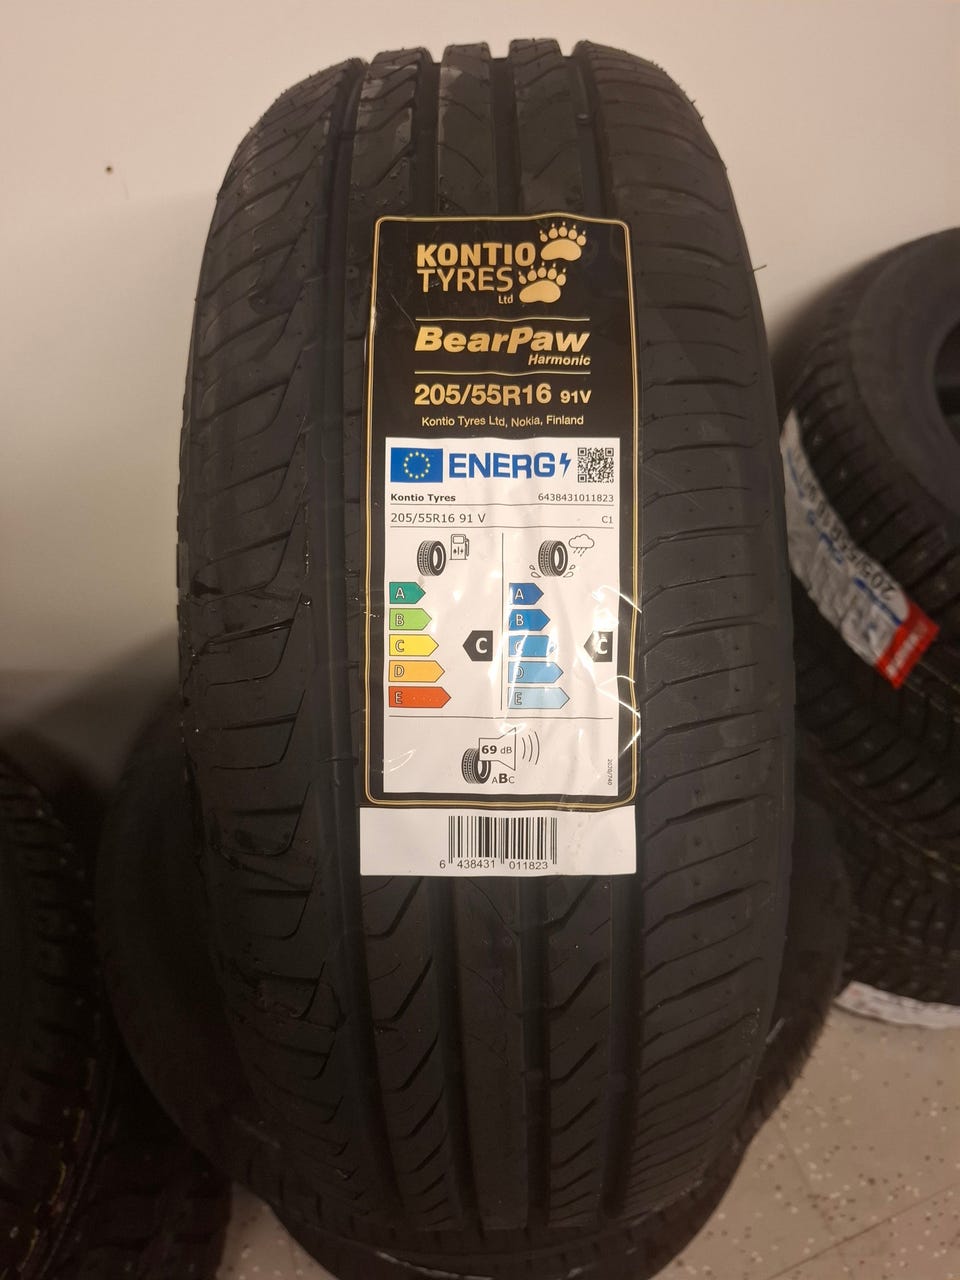 KONTIO
TYRES
Ltd
BearPaw
Harmonic
205/55R16 91V
Kontio Tyres Ltd, Nokia, Finland
ENERG
Kontio Tyres 6438431011823
205/55R16 91 V C1
A A
B B
C C C C
D D
E E
69 dB
ABC
2020/740
6 438431 011823